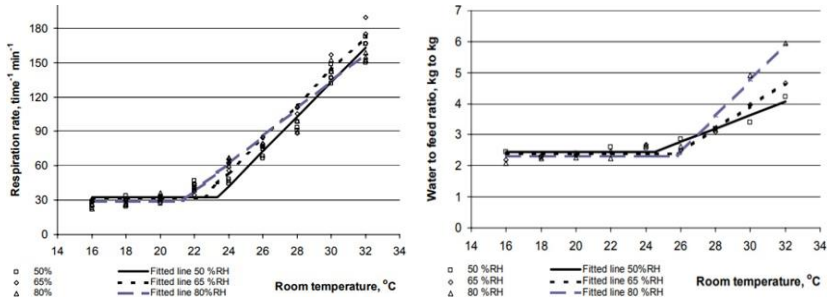 Respiration rate, time⁻¹ min⁻¹
180
150
120
90
60
30
0
14 16 18 20 22 24 26 28 30 32 34
50% Fitted line 50 %RH
65% Fitted line 65 %RH
80% Fitted line 80%RH
Room temperature, °C
Water to feed ratio, kg to kg
7
6
5
4
3
2
1
0
14 16 18 20 22 24 26 28 30 32 34
50 %RH Fitted line 50%RH
65 %RH Fitted line 65 %RH
80 %RH Fitted line 80 %RH
Room temperature, °C